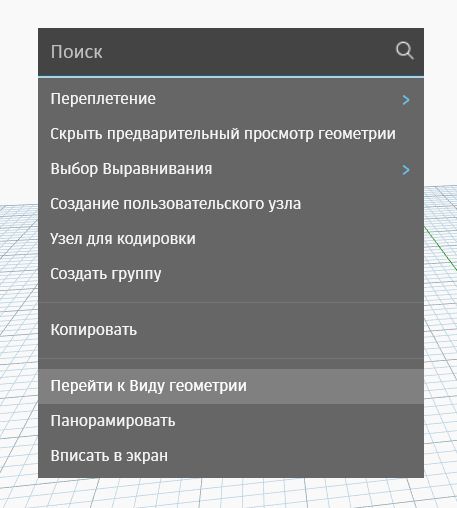 Поиск
Переплетение
Скрыть предварительный просмотр геометрии
Выбор Выравнивания
Создание пользовательского узла
Узел для кодировки
Создать группу
Копировать
Перейти к Виду геометрии
Панорамировать
Вписать в экран